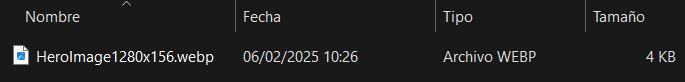 Nombre Fecha Tipo Tamaño
HeroImage1280x156.webp 06/02/2025 10:26 Archivo WEBP 4 KB